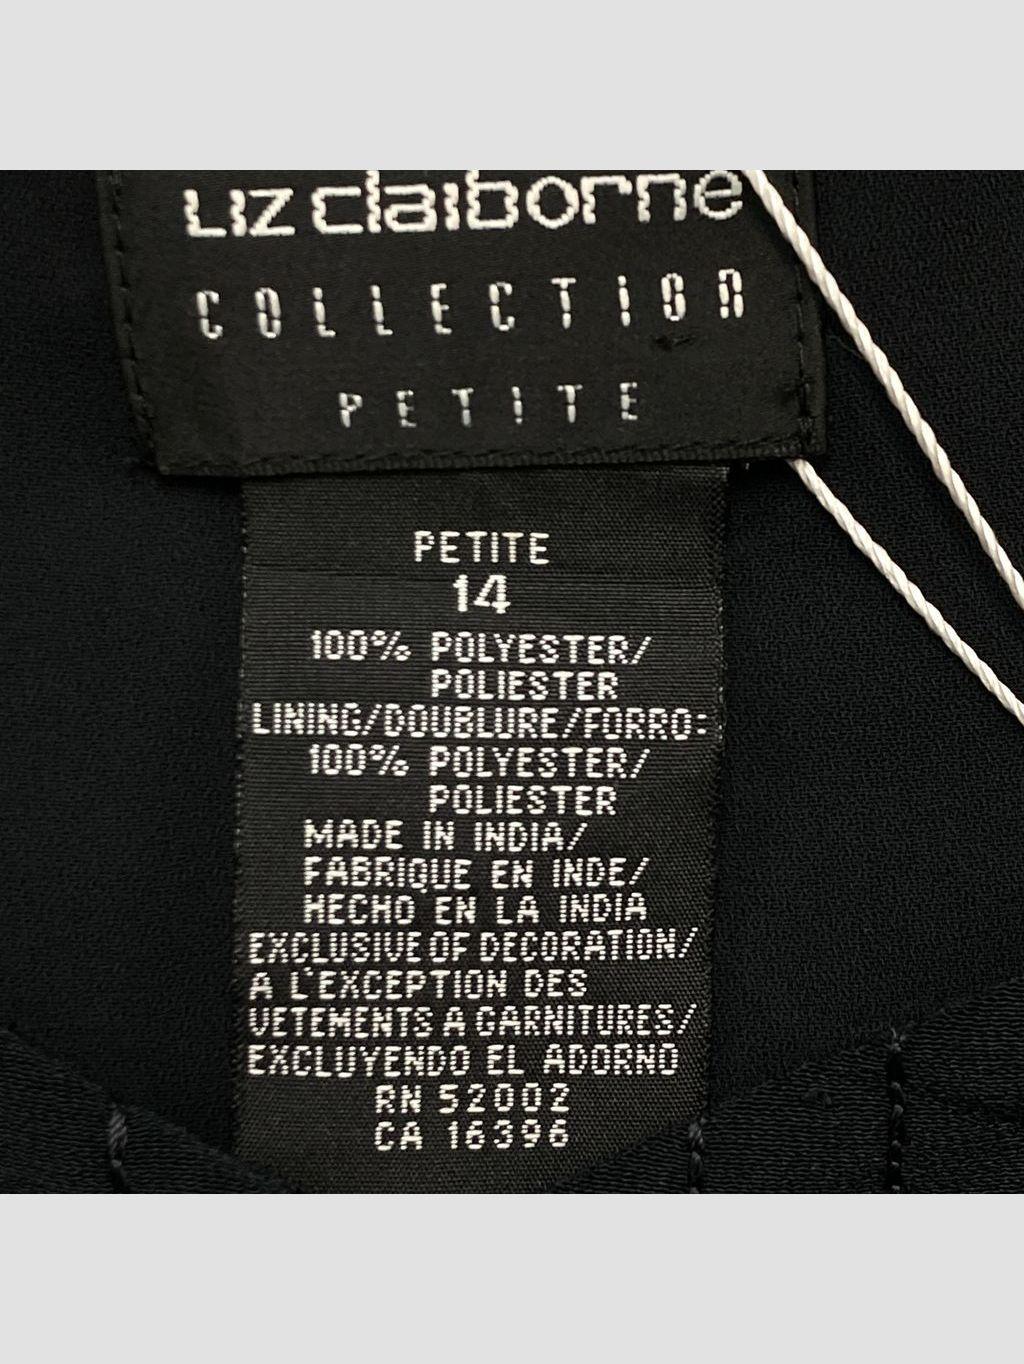 liz claiborne
COLLECTION
PETITE
PETITE
14
100% POLYESTER/
POLIESTER
LINING/DOUBLURE/FORRO:
100% POLYESTER/
POLIESTER
MADE IN INDIA/
FABRIQUE EN INDE/
HECHO EN LA INDIA
EXCLUSIVE OF DECORATION/
A L'EXCEPTION DES
VETEMENTS A GARNITURES/
EXCLUYENDO EL ADORNO
RN 52002
CA 16396